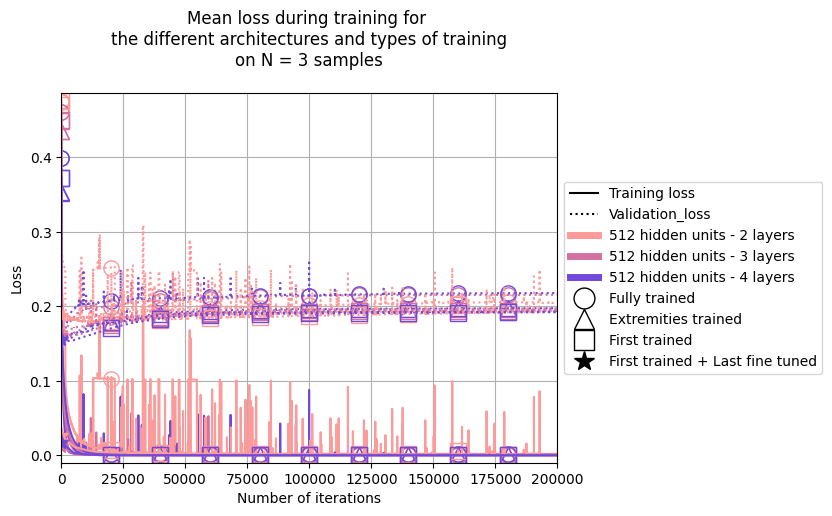 Mean loss during training for
the different architectures and types of training
on N = 3 samples
Loss
0.4
0.3
0.2
0.1
0.0
0 25000 50000 75000 100000 125000 150000 175000 200000
Number of iterations
Training loss
Validation_loss
512 hidden units - 2 layers
512 hidden units - 3 layers
512 hidden units - 4 layers
Fully trained
Extremities trained
First trained
First trained + Last fine tuned